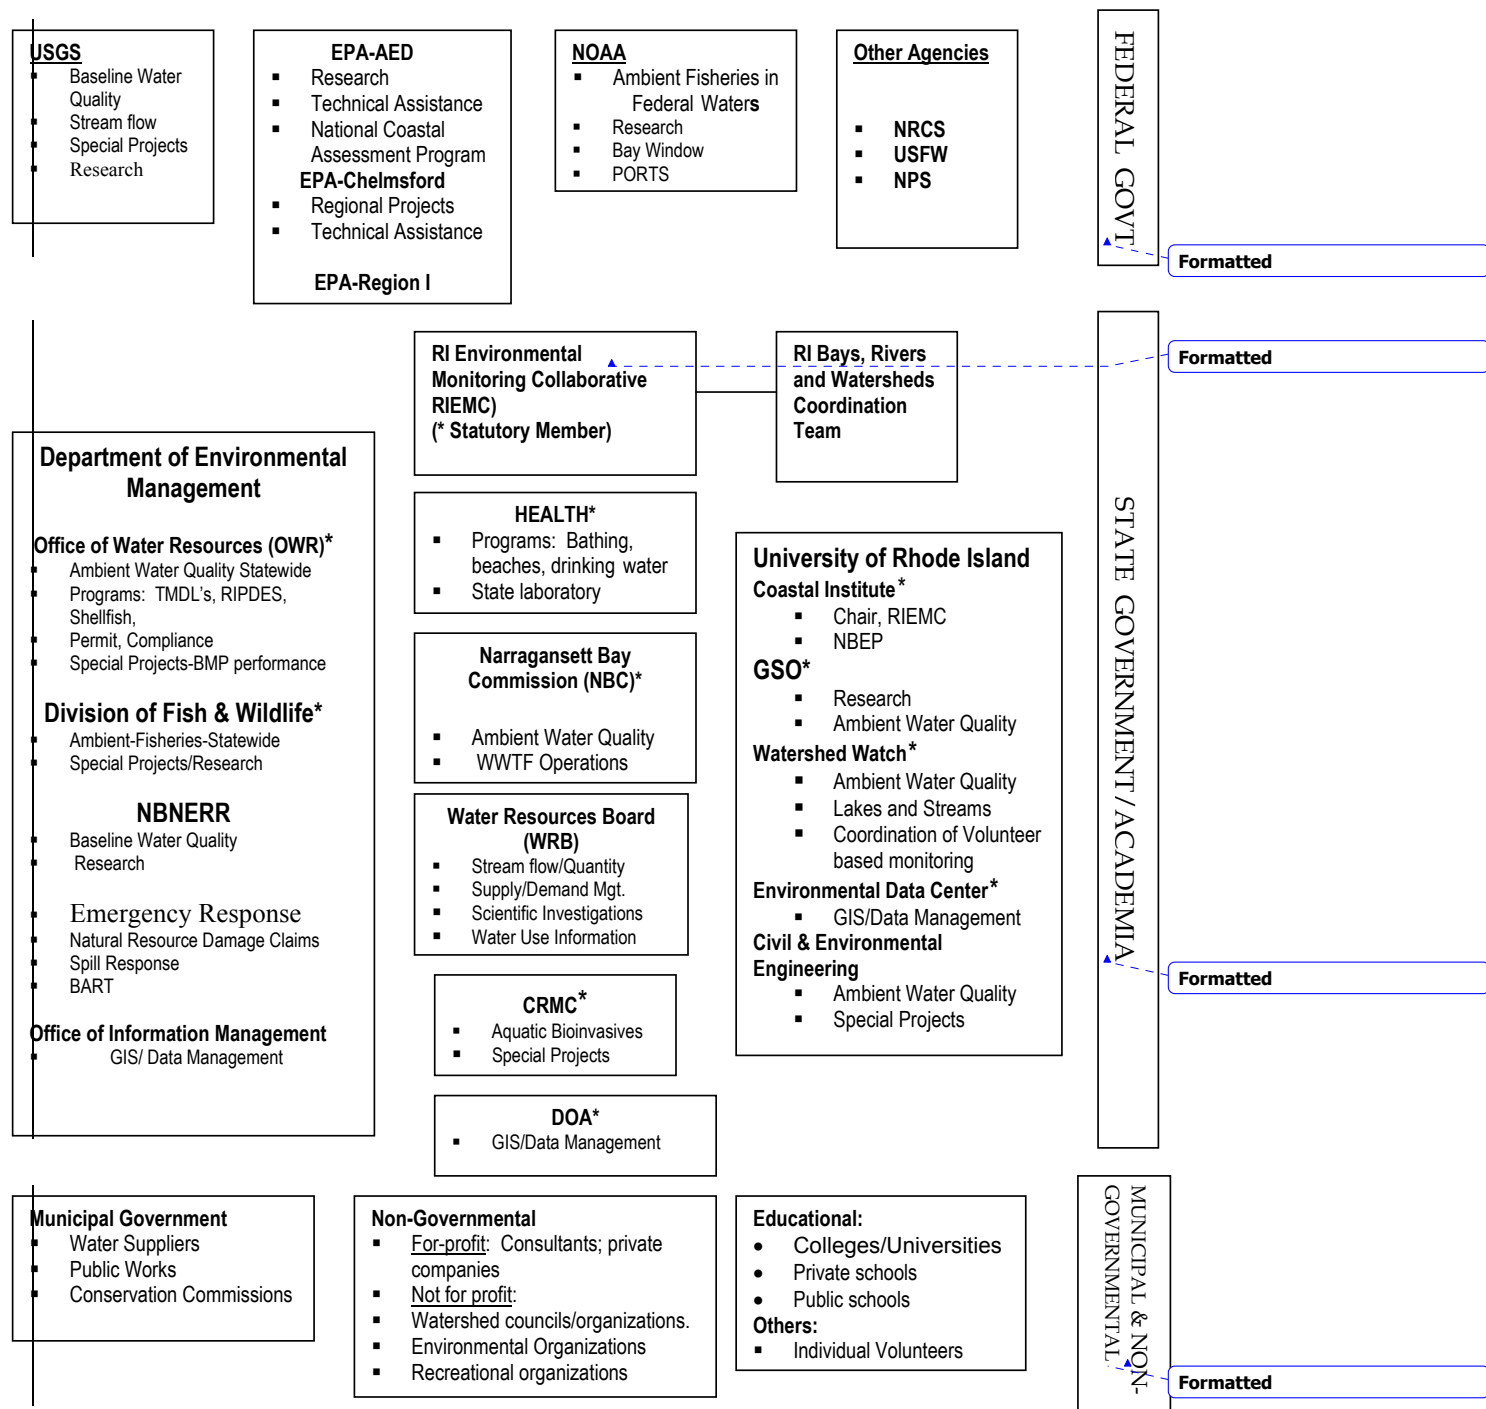 USGS
▪ Baseline Water
Quality
▪ Stream flow
▪ Special Projects
▪ Research
EPA-AED
▪ Research
▪ Technical Assistance
▪ National Coastal
Assessment Program
EPA-Chelmsford
▪ Regional Projects
▪ Technical Assistance
EPA-Region I
NOAA
▪ Ambient Fisheries in
Federal Waters
▪ Research
▪ Bay Window
▪ PORTS
Other Agencies
▪ NRCS
▪ USFW
▪ NPS
FEDERAL GOVT
Formatted
RI Environmental
Monitoring Collaborative
RIEMC)
(* Statutory Member)
RI Bays, Rivers
and Watersheds
Coordination
Team
Formatted
Department of Environmental
Management
Office of Water Resources (OWR)*
▪ Ambient Water Quality Statewide
▪ Programs: TMDL's, RIPDES,
Shellfish,
▪ Permit, Compliance
▪ Special Projects-BMP performance
Division of Fish & Wildlife*
▪ Ambient-Fisheries-Statewide
▪ Special Projects/Research
NBNERR
▪ Baseline Water Quality
▪ Research
▪ Emergency Response
▪ Natural Resource Damage Claims
▪ Spill Response
▪ BART
Office of Information Management
▪ GIS/ Data Management
HEALTH*
▪ Programs: Bathing,
beaches, drinking water
▪ State laboratory
Narragansett Bay
Commission (NBC)*
▪ Ambient Water Quality
▪ WWTF Operations
Water Resources Board
(WRB)
▪ Stream flow/Quantity
▪ Supply/Demand Mgt.
▪ Scientific Investigations
▪ Water Use Information
CRMC*
▪ Aquatic Bioinvasives
▪ Special Projects
DOA*
▪ GIS/Data Management
University of Rhode Island
Coastal Institute*
▪ Chair, RIEMC
▪ NBEP
GSO*
▪ Research
▪ Ambient Water Quality
Watershed Watch*
▪ Ambient Water Quality
▪ Lakes and Streams
▪ Coordination of Volunteer
based monitoring
Environmental Data Center*
▪ GIS/Data Management
Civil & Environmental
Engineering
▪ Ambient Water Quality
▪ Special Projects
STATE GOVERNMENT/ACADEMIA
Formatted
Municipal Government
▪ Water Suppliers
▪ Public Works
▪ Conservation Commissions
Non-Governmental
▪ For-profit: Consultants; private
companies
▪ Not for profit:
▪ Watershed councils/organizations.
▪ Environmental Organizations
▪ Recreational organizations
Educational:
• Colleges/Universities
• Private schools
• Public schools
Others:
▪ Individual Volunteers
MUNICIPAL & NON-
GOVERNMENTAL
Formatted